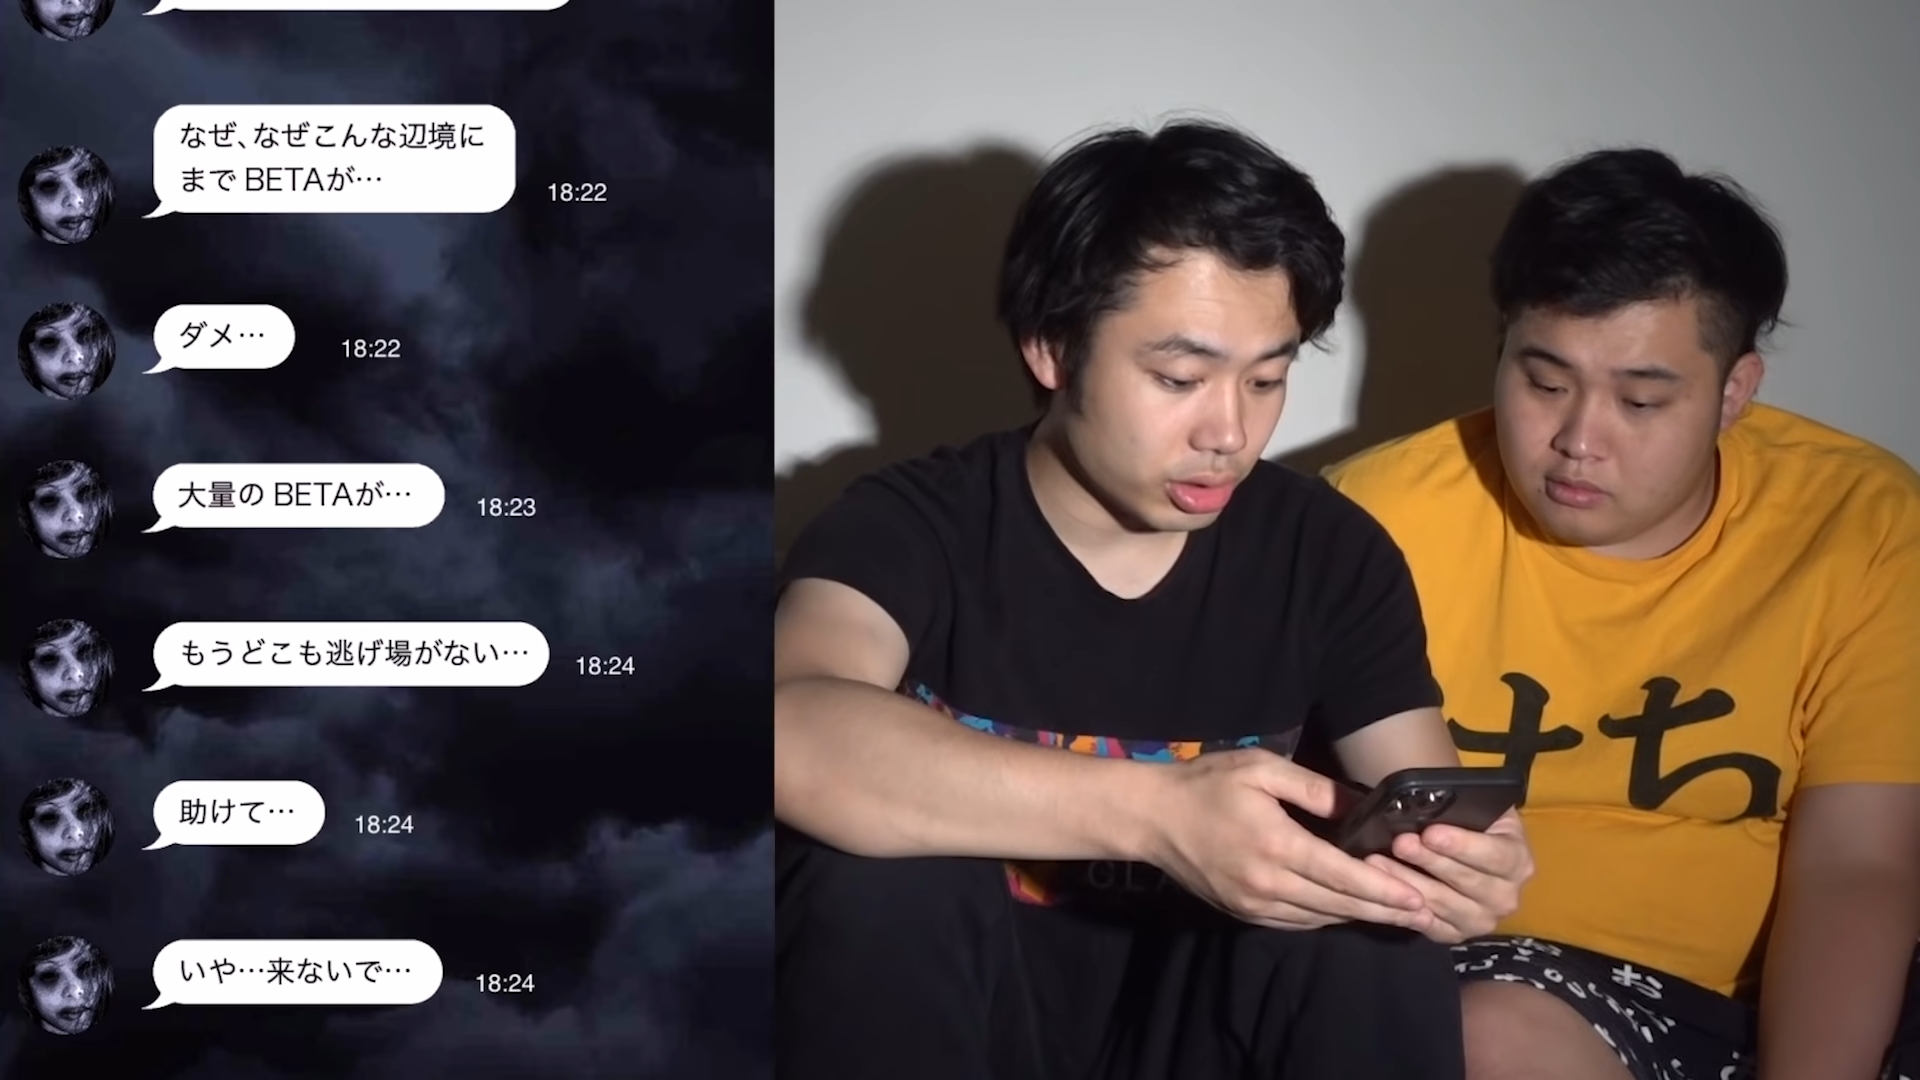 なぜ、なぜこんな辺境に
まで BETAが…
18:22
ダメ…
18:22
大量の BETAが…
18:23
もうどこも逃げ場がない…
18:24
助けて…
18:24
いや…来ないで…
18:24
けち
お